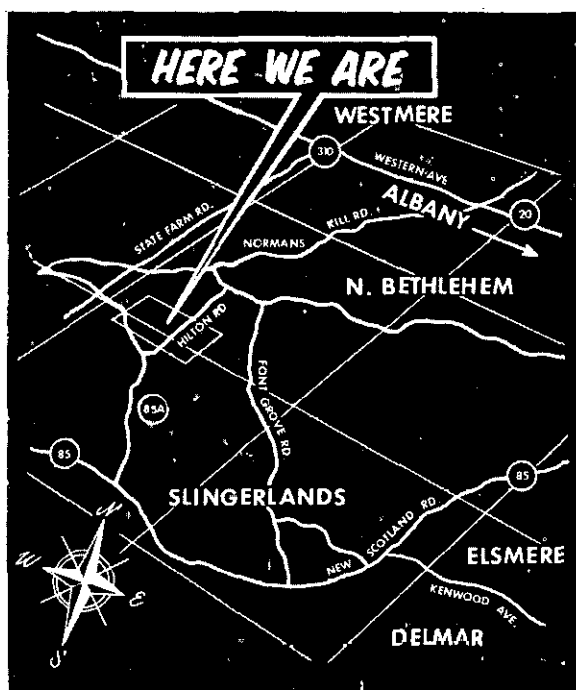 HERE WE ARE
WESTMERE
310
WESTERN AVE
20
ALBANY
STATE FARM RD.
NORMANS KILL RD.
N. BETHLEHEM
HILTON RD
FONT GROVE RD.
85A
85
SLINGERLANDS
85
NEW SCOTLAND RD
ELSMERE
KENWOOD AVE.
DELMAR
N
W
E
S